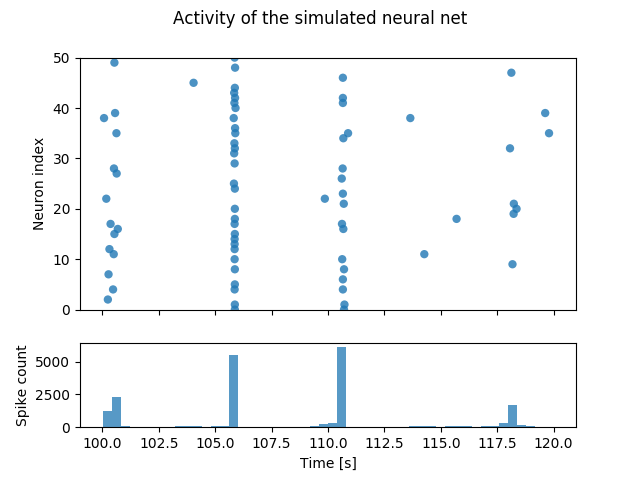 Activity of the simulated neural net
50
40
30
20
10
0
Neuron index
5000
2500
0
Spike count
100.0 102.5 105.0 107.5 110.0 112.5 115.0 117.5 120.0
Time [s]